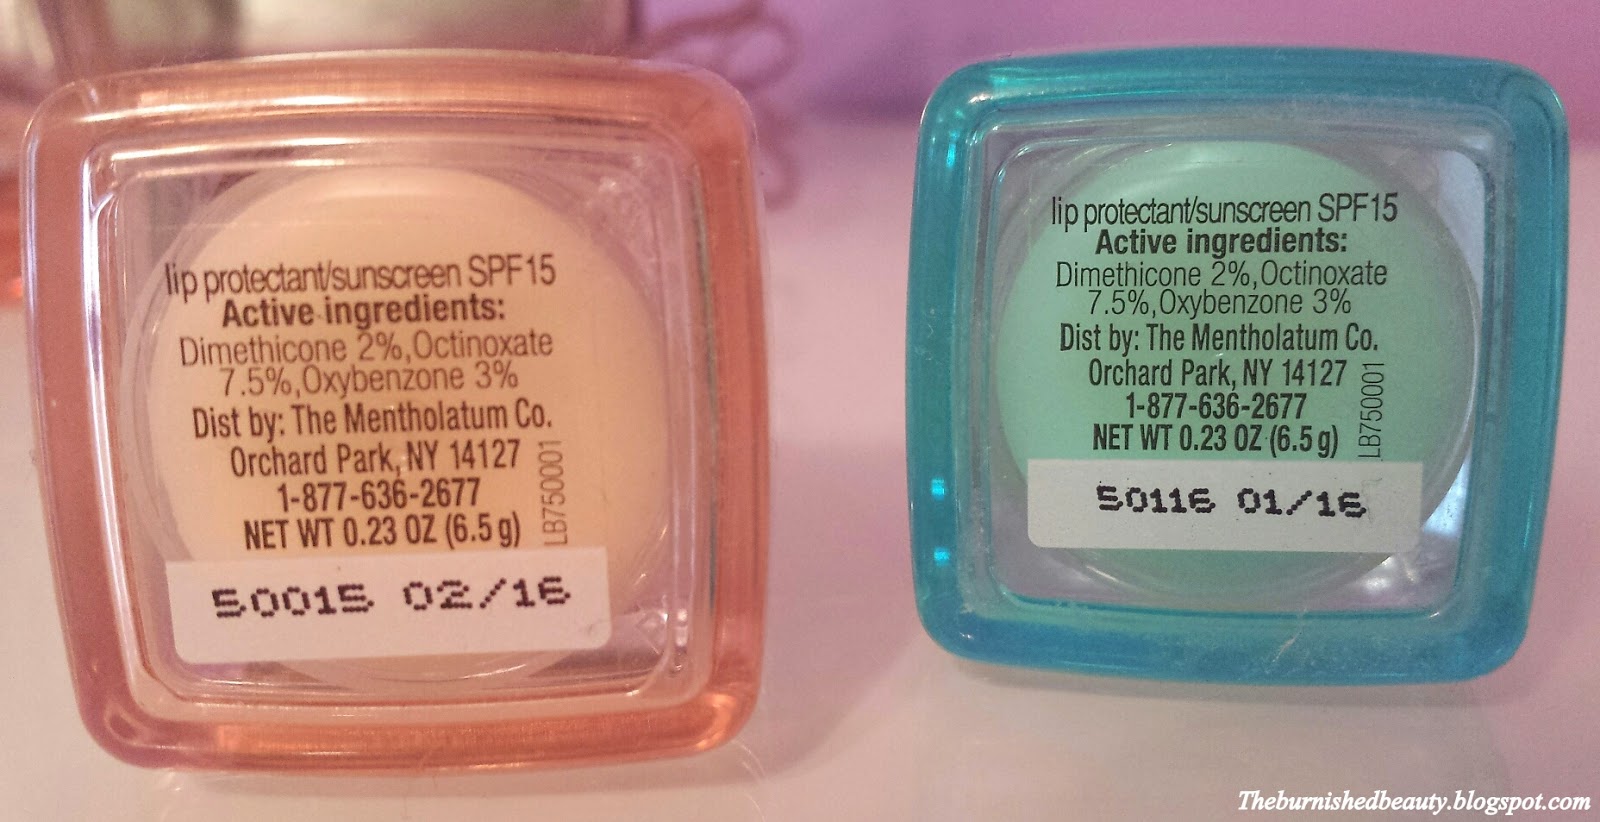 lip protectant/sunscreen SPF15
Active ingredients:
Dimethicone 2%,Octinoxate
7.5%,Oxybenzone 3%
Dist by: The Mentholatum Co.
Orchard Park, NY 14127
1-877-636-2677
NET WT 0.23 OZ (6.5 g)
LB750001
50015 02/16
lip protectant/sunscreen SPF15
Active ingredients:
Dimethicone 2%,Octinoxate
7.5%,Oxybenzone 3%
Dist by: The Mentholatum Co.
Orchard Park, NY 14127
1-877-636-2677
NET WT 0.23 OZ (6.5 g)
LB750001
50116 01/16
Theburnishedbeauty.blogspot.com